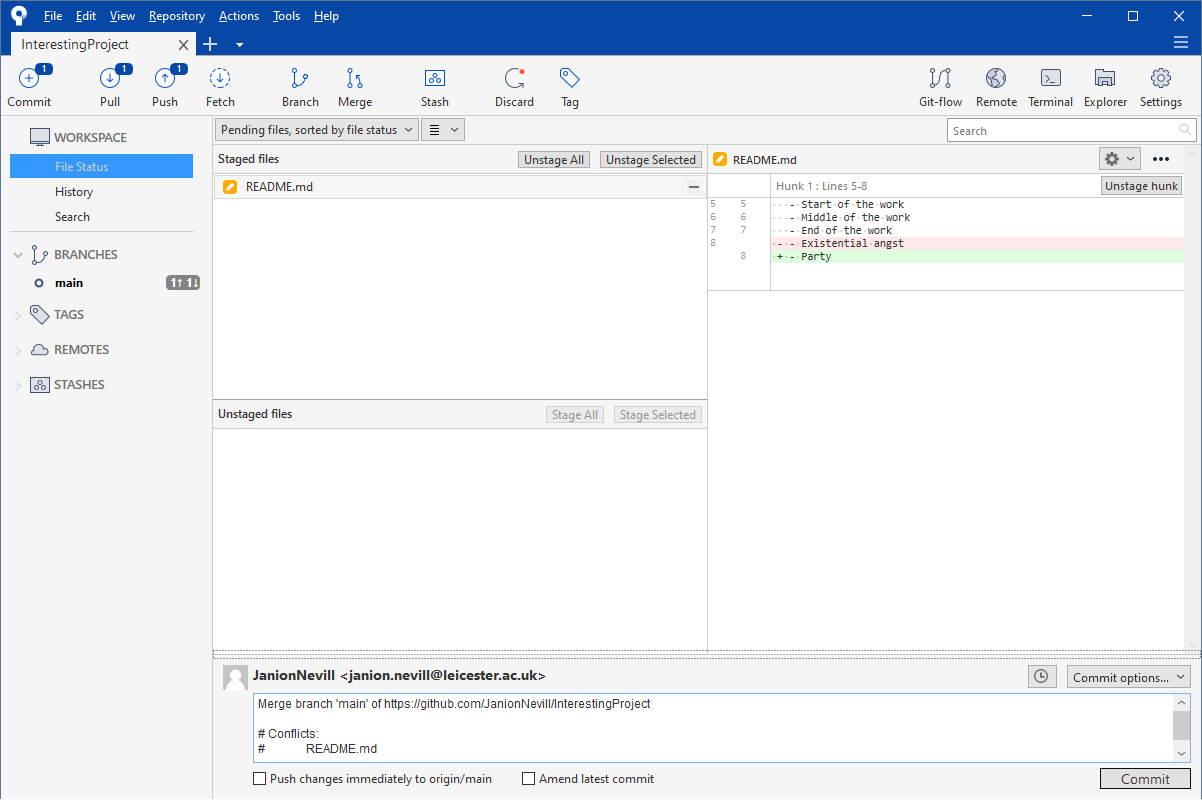 File Edit View Repository Actions Tools Help
InterestingProject
1 1 1
Commit Pull Push Fetch Branch Merge Stash Discard Tag Git-flow Remote Terminal Explorer Settings
WORKSPACE
File Status
History
Search
BRANCHES
main 1↑ 1↓
TAGS
REMOTES
STASHES
Pending files, sorted by file status
Search
Staged files Unstage All Unstage Selected
README.md
Unstaged files Stage All Stage Selected
README.md
Hunk 1 : Lines 5-8 Unstage hunk
5 5 - Start of the work
6 6 - Middle of the work
7 7 - End of the work
8 - - Existential angst
8 + - Party
JanionNevill <janion.nevill@leicester.ac.uk>
Commit options...
Merge branch 'main' of https://github.com/JanionNevill/InterestingProject
# Conflicts:
# README.md
Push changes immediately to origin/main Amend latest commit
Commit